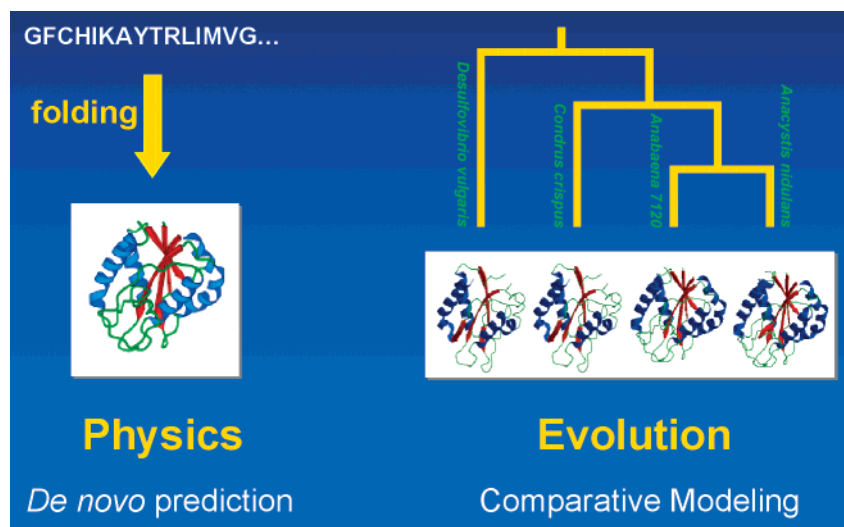 GFCHIKAYTRLIMVG...
folding
Desulfovibrio vulgaris
Condrus crispus
Anabaena 7120
Anacystis nidulans
Physics
Evolution
De novo prediction
Comparative Modeling